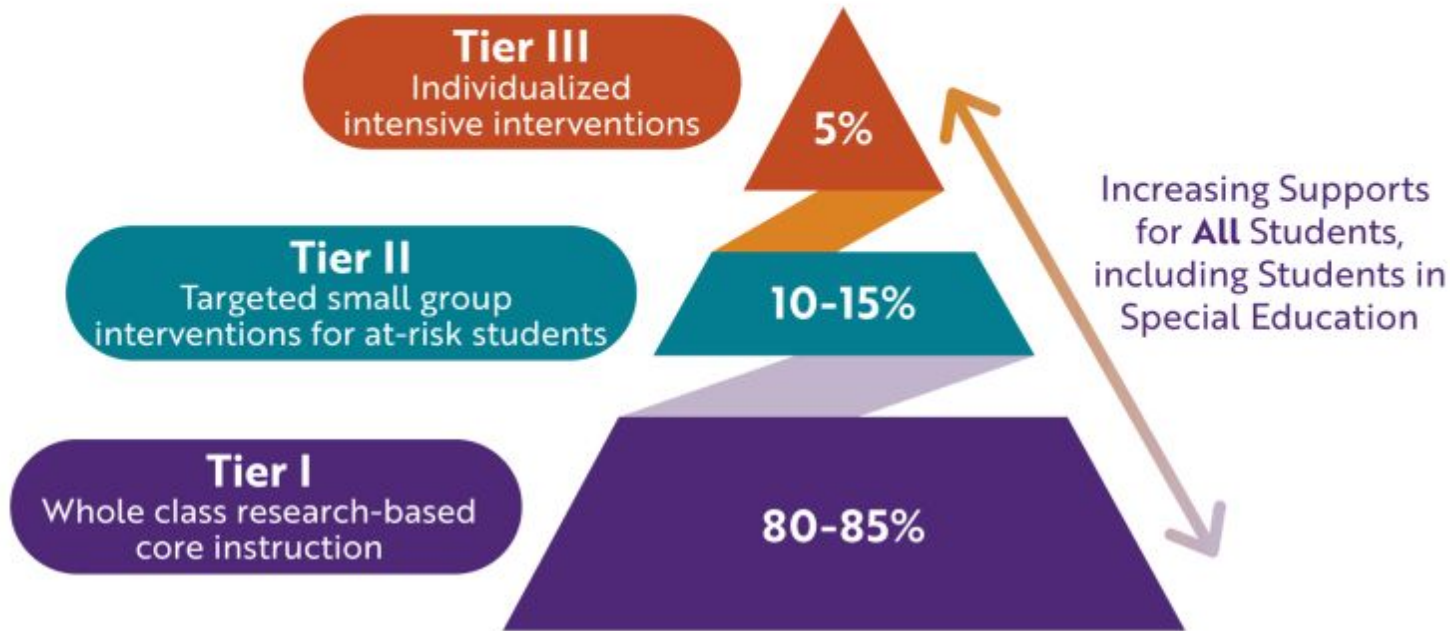 Tier III
Individualized
intensive interventions
5%
Increasing Supports
for All Students,
including Students in
Special Education
Tier II
Targeted small group
interventions for at-risk students
10-15%
Tier I
Whole class research-based
core instruction
80-85%